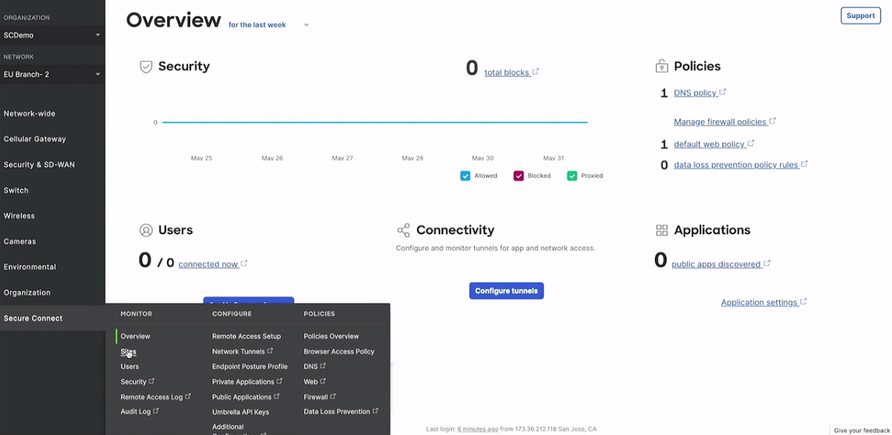 ORGANIZATION
SCDemo
NETWORK
EU Branch- 2
Network-wide
Cellular Gateway
Security & SD-WAN
Switch
Wireless
Cameras
Environmental
Organization
Secure Connect
Overview for the last week
Support
Security
0 total blocks
0
May 25 May 26 May 27 May 28 May 30 May 31
Allowed Blocked Proxied
Policies
1 DNS policy
Manage firewall policies
1 default web policy
0 data loss prevention policy rules
Users
0 / 0 connected now
Connectivity
Configure and monitor tunnels for app and network access.
Configure tunnels
Applications
0 public apps discovered
Application settings
MONITOR
Overview
Sites
Users
Security
Remote Access Log
Audit Log
CONFIGURE
Remote Access Setup
Network Tunnels
Endpoint Posture Profile
Private Applications
Public Applications
Umbrella API Keys
Additional
POLICIES
Policies Overview
Browser Access Policy
DNS
Web
Firewall
Data Loss Prevention
Last login: 6 minutes ago from 173.36.212.118 San Jose, CA
Give your feedback